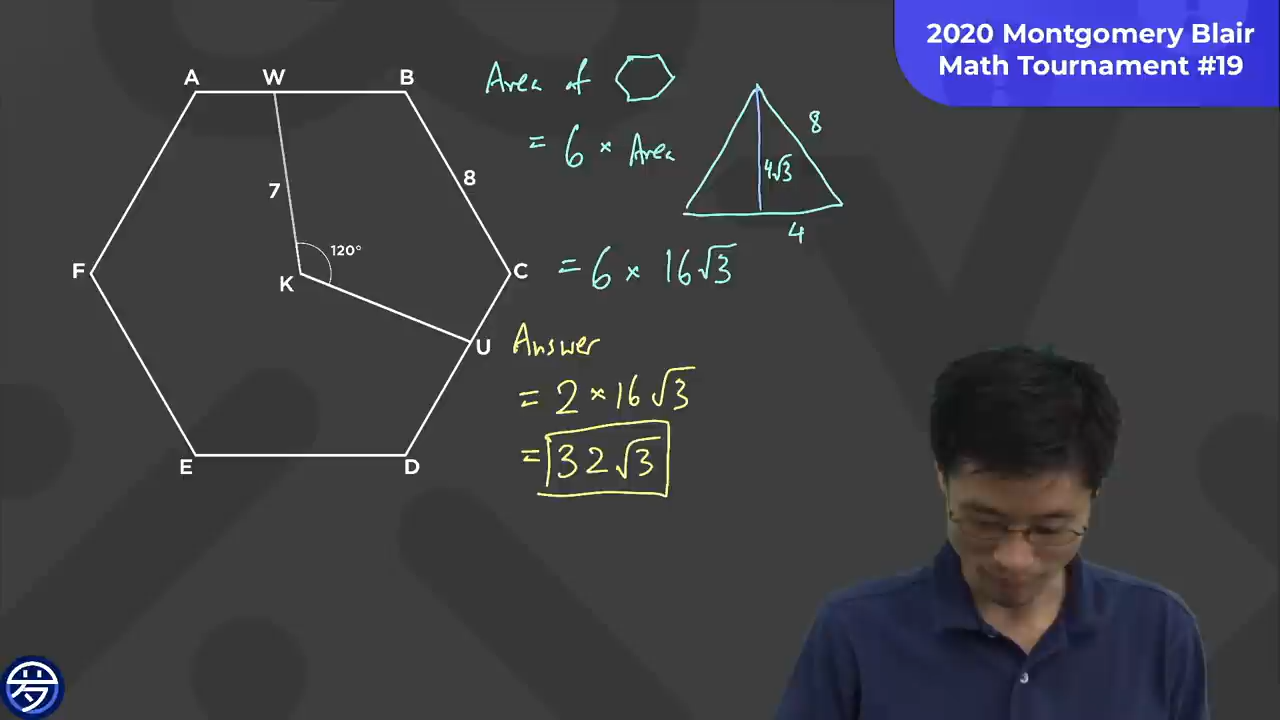 2020 Montgomery Blair
Math Tournament #19
A W B
7
8
120°
F
K
C
U
E
D
Area of
= 6 × Area
8
4√3
4
= 6 × 16√3
Answer
= 2 × 16√3
= 32√3